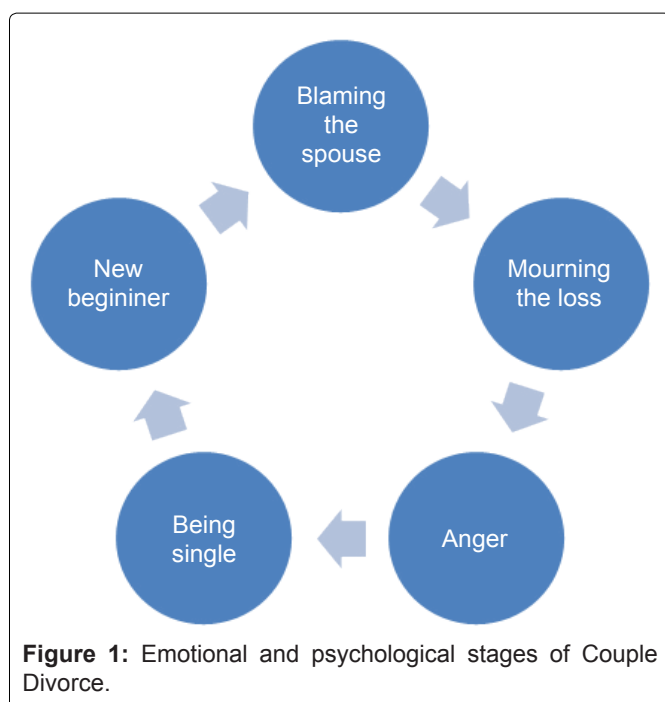 Blaming
the
spouse
Mourning
the loss
Anger
Being
single
New
begininer
Figure 1: Emotional and psychological stages of Couple
Divorce.